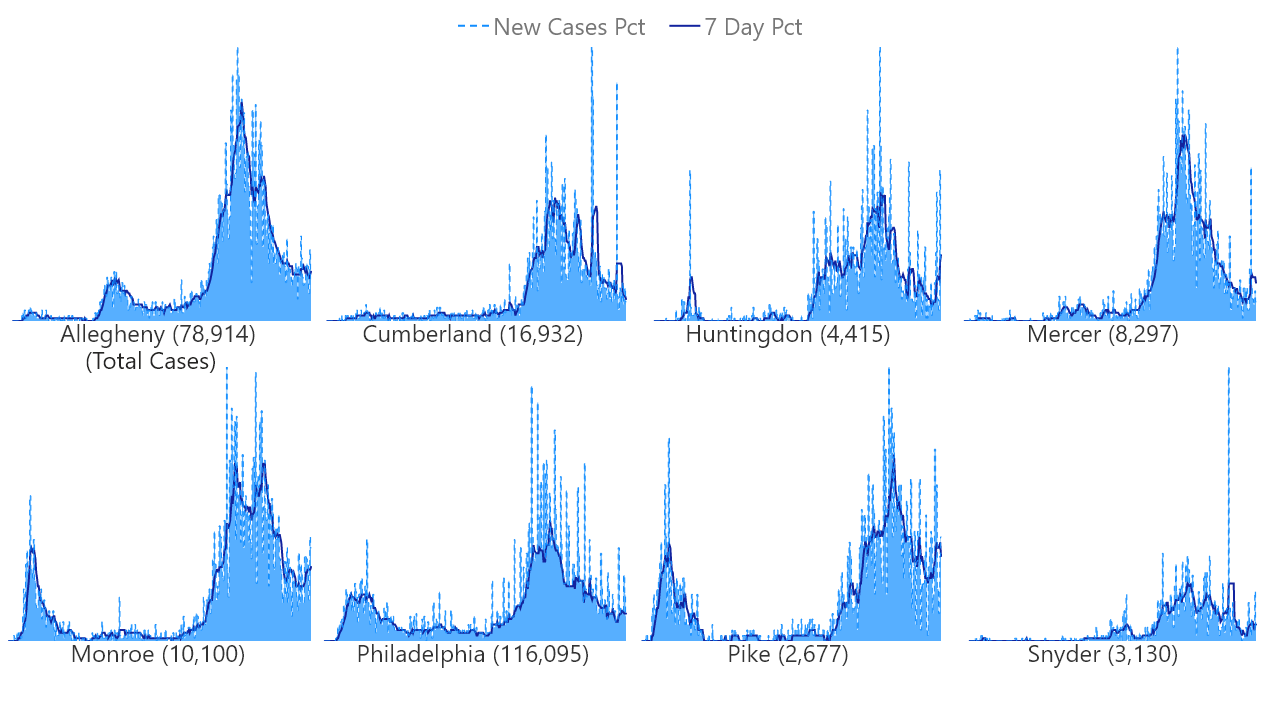 New Cases Pct 7 Day Pct
Allegheny (78,914) Cumberland (16,932) Huntingdon (4,415) Mercer (8,297)
(Total Cases)
Monroe (10,100) Philadelphia (116,095) Pike (2,677) Snyder (3,130)